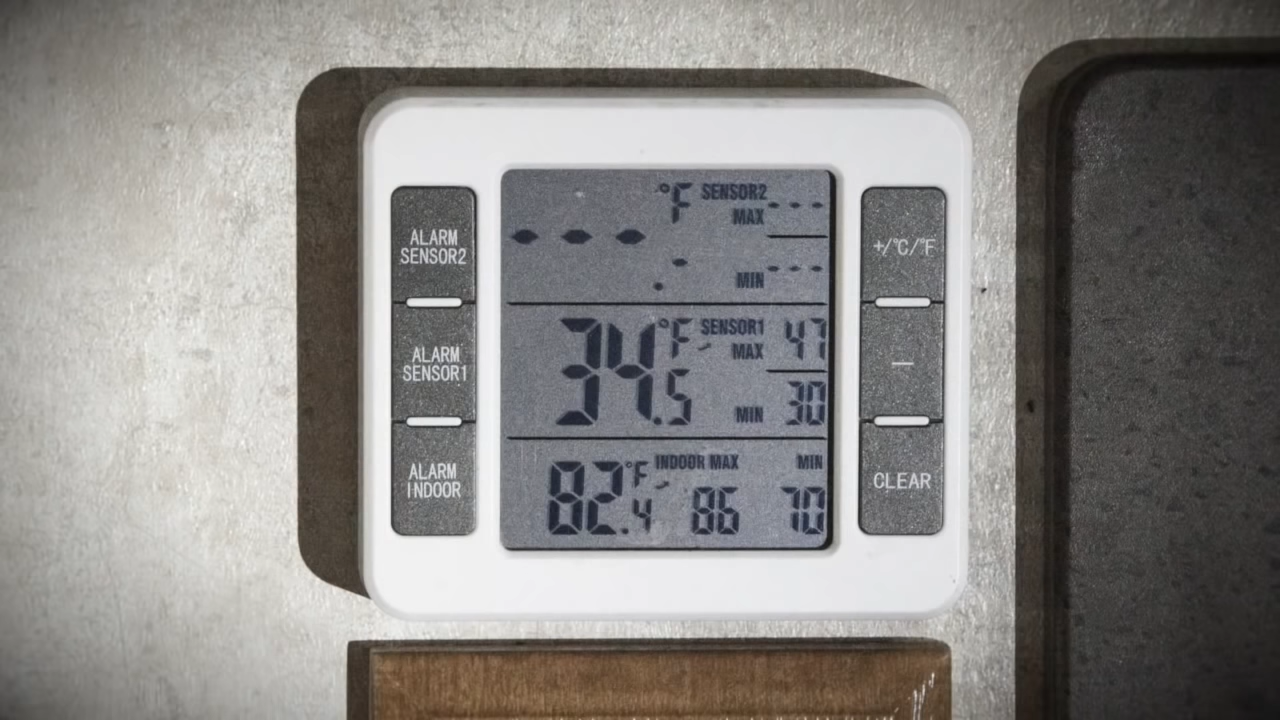 ALARM
SENSOR2
ALARM
SENSOR1
ALARM
INDOOR
°F SENSOR2
MAX ---
---.-
MIN ---
34.5 °F SENSOR1
MAX 47
MIN 30
82.4 °F INDOOR MAX 86 MIN 70
+/°C/°F
—
CLEAR